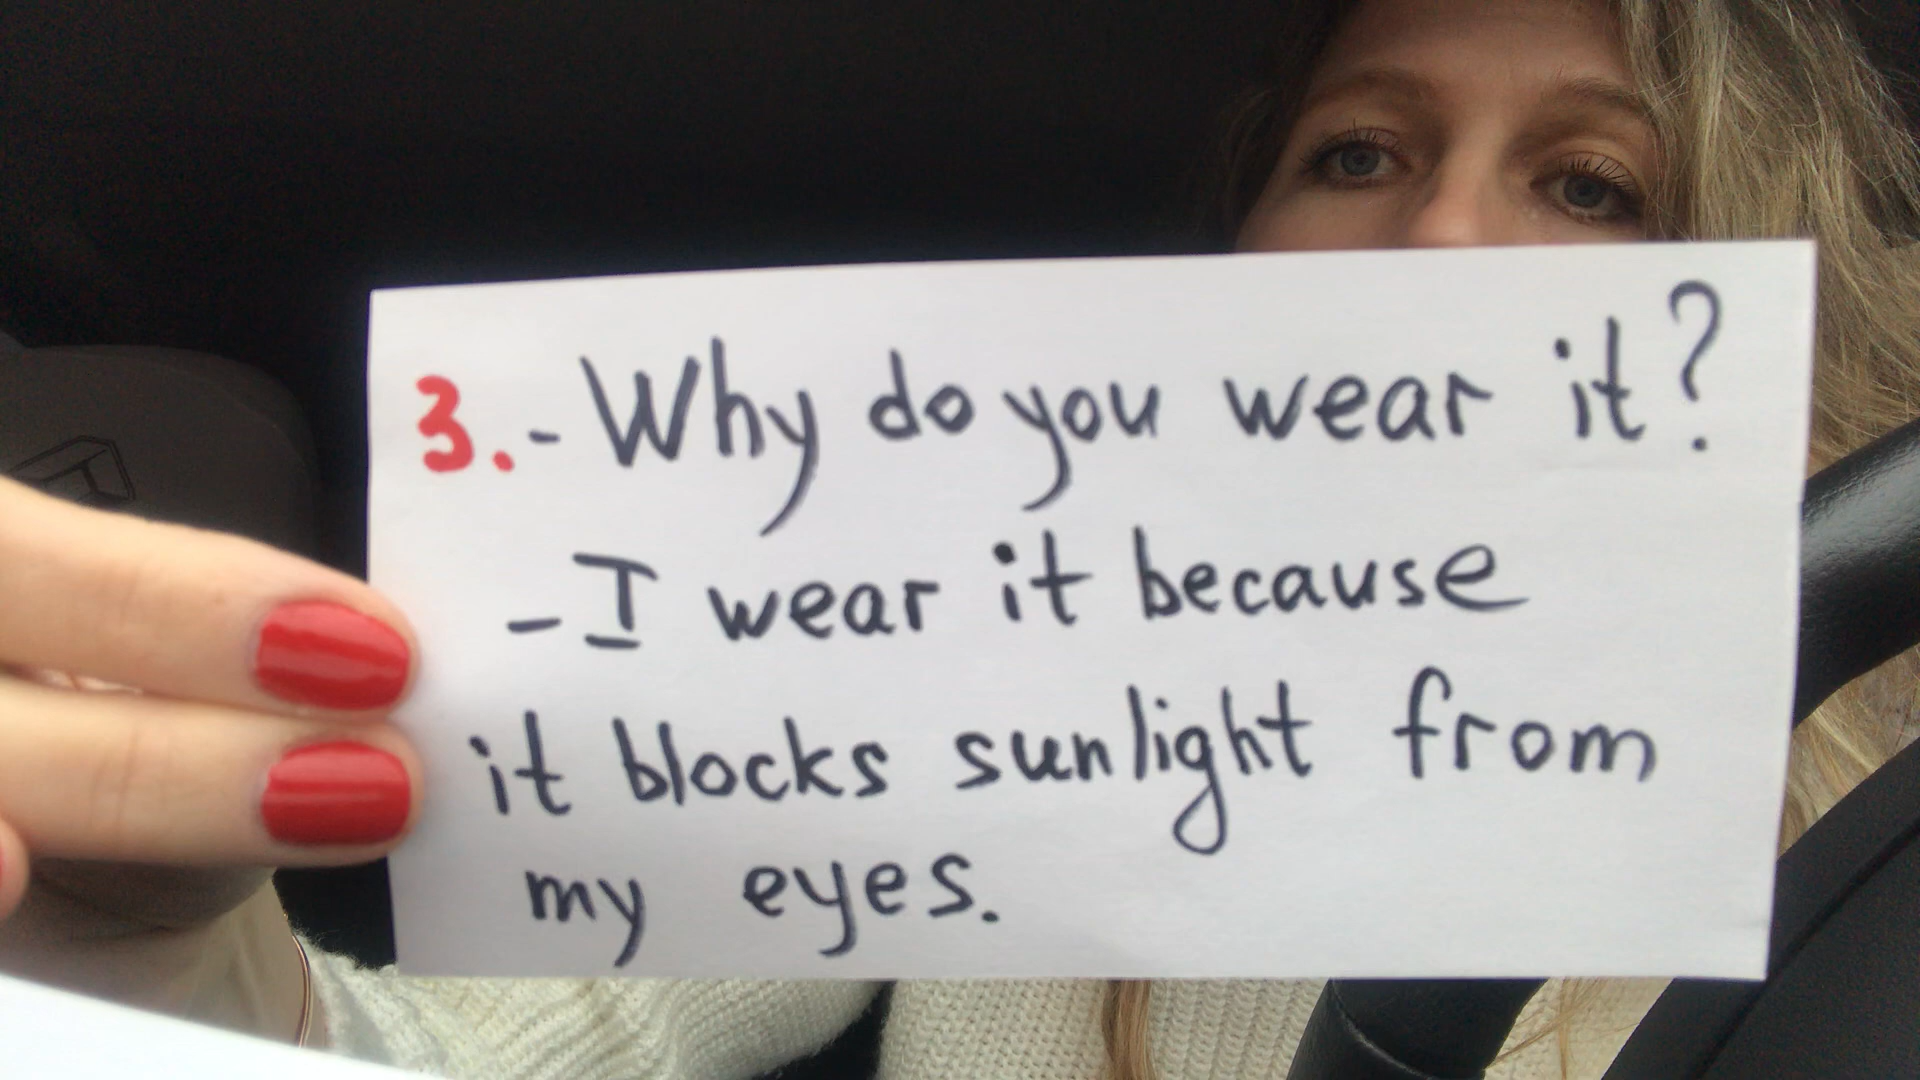 3.- Why do you wear it?
- I wear it because
it blocks sunlight from
my eyes.